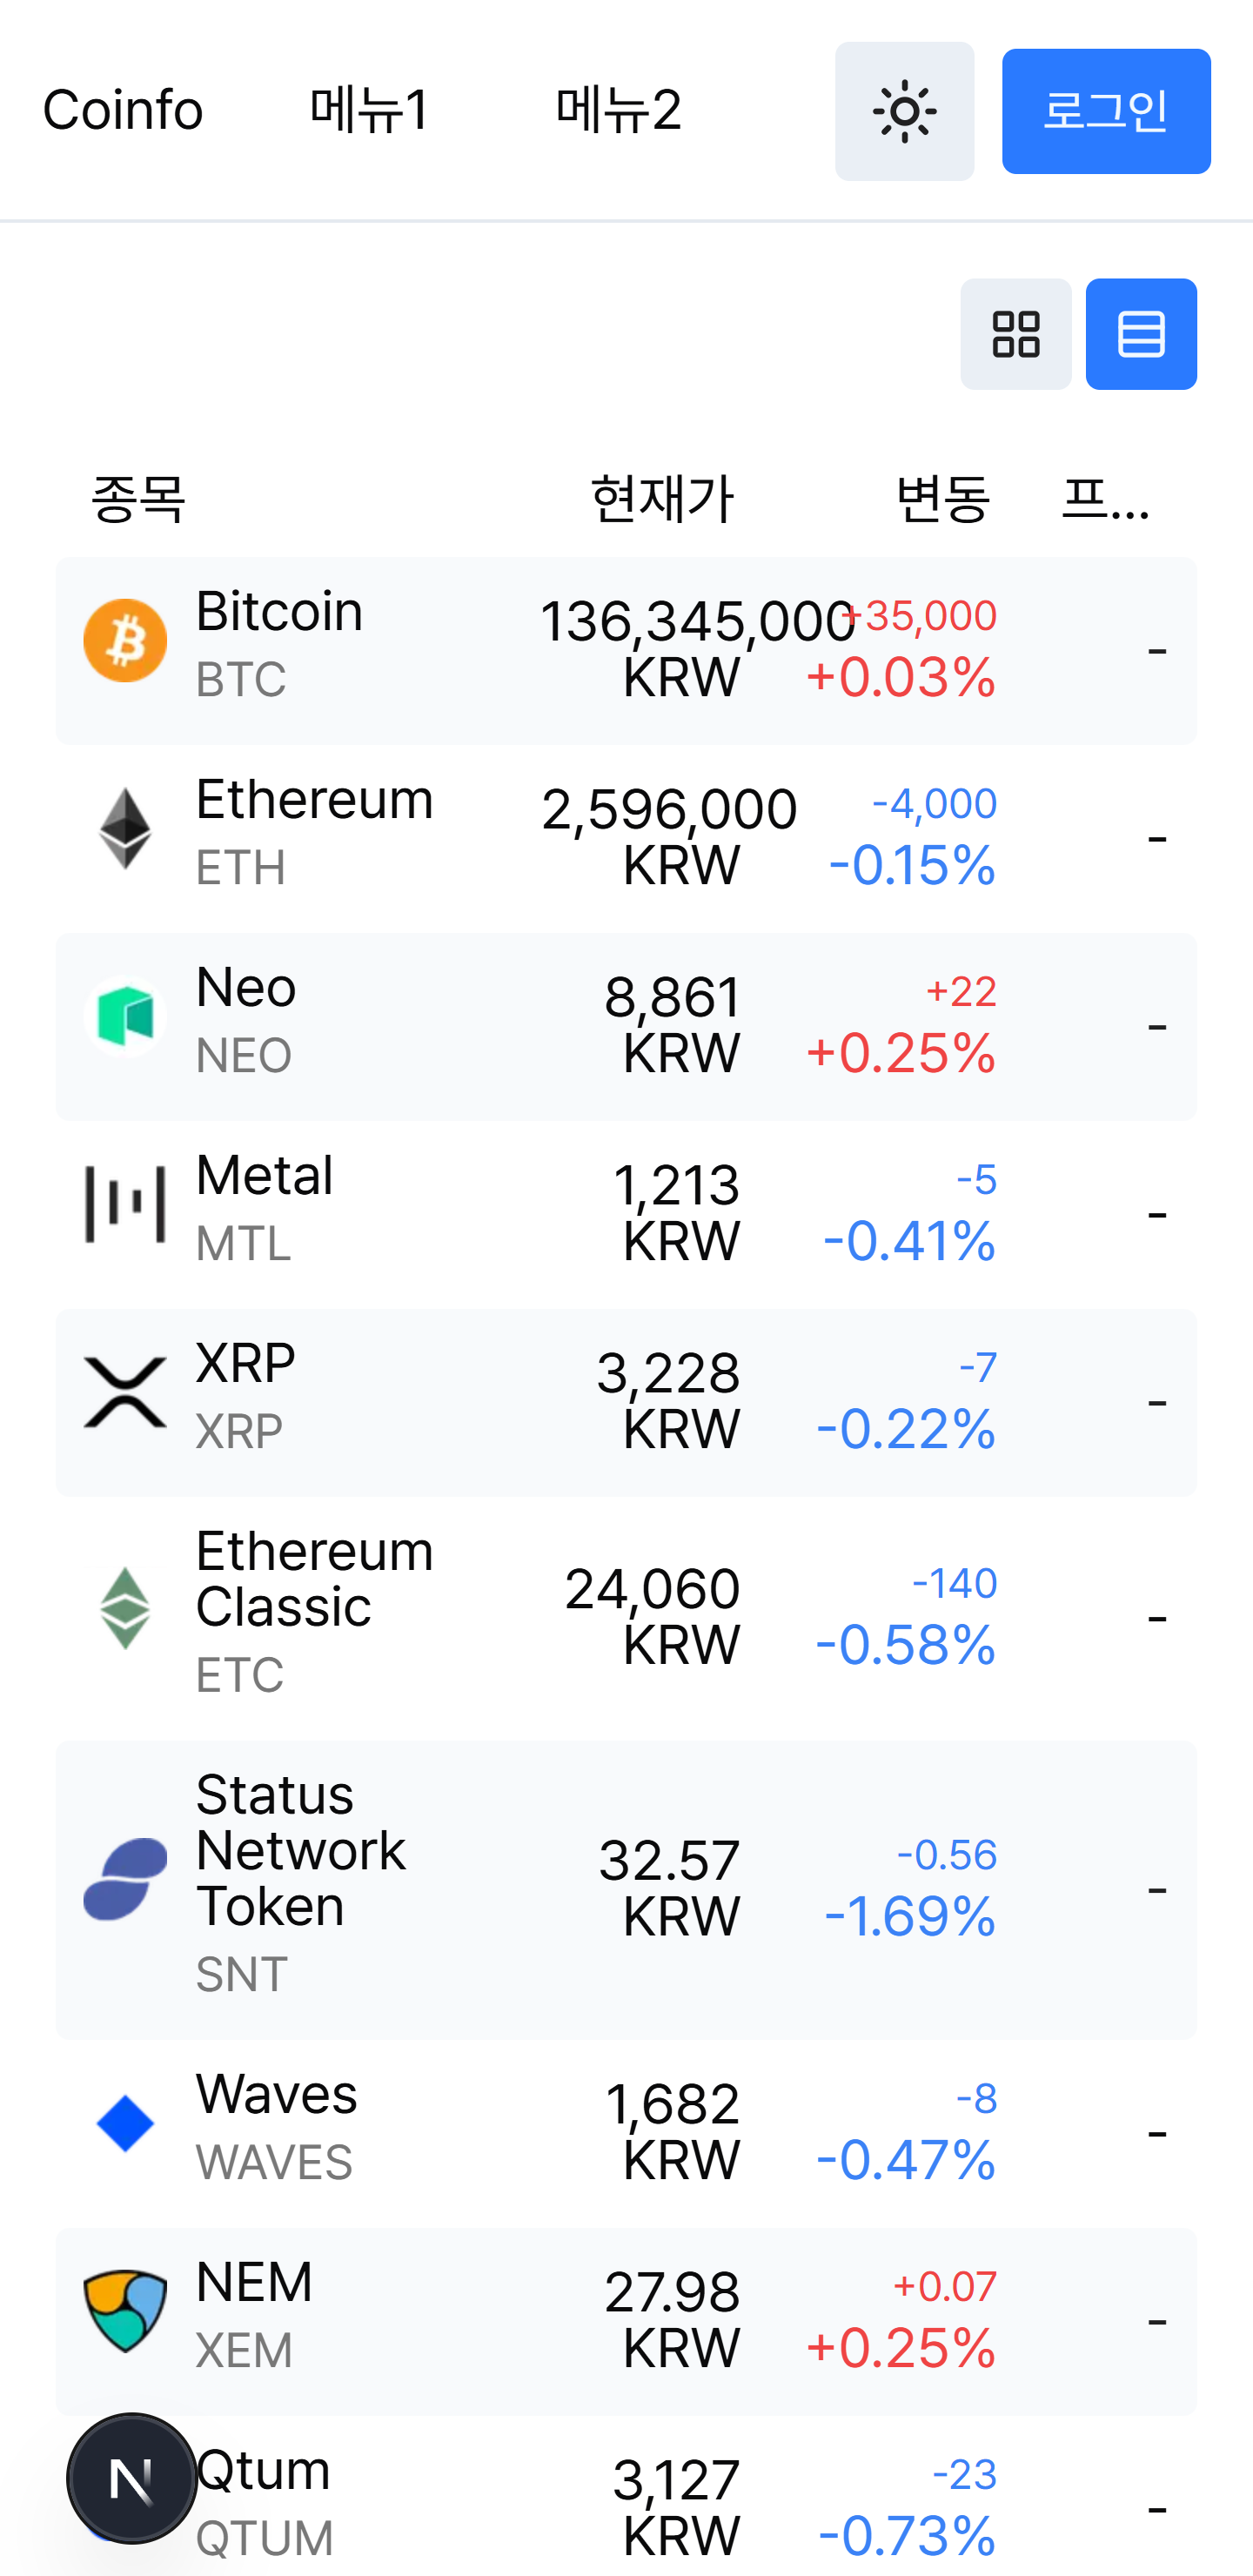 Coinfo 메뉴1 메뉴2 로그인
종목 현재가 변동 프...
Bitcoin 136,345,000 +35,000
BTC KRW +0.03% -
Ethereum 2,596,000 -4,000
ETH KRW -0.15% -
Neo 8,861 +22
NEO KRW +0.25% -
Metal 1,213 -5
MTL KRW -0.41% -
XRP 3,228 -7
XRP KRW -0.22% -
Ethereum
Classic 24,060 -140
ETC KRW -0.58% -
Status
Network 32.57 -0.56
Token KRW -1.69% -
SNT
Waves 1,682 -8
WAVES KRW -0.47% -
NEM 27.98 +0.07
XEM KRW +0.25% -
N Qtum 3,127 -23
QTUM KRW -0.73% -